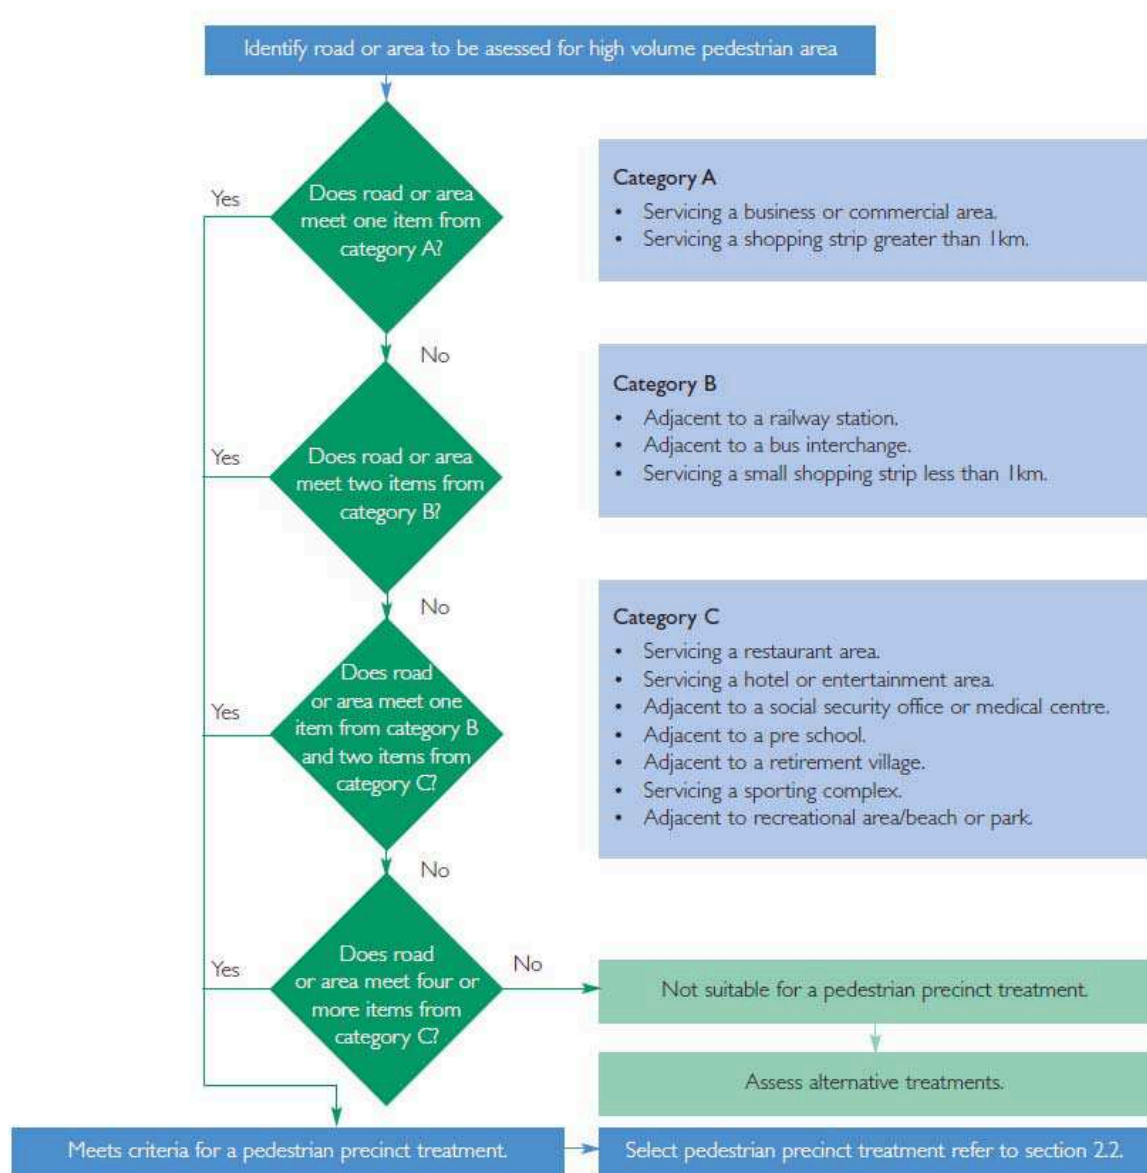 Identify road or area to be asessed for high volume pedestrian area
Does road or area
meet one item from
category A?
Yes
No
Category A
• Servicing a business or commercial area.
• Servicing a shopping strip greater than 1km.
Does road or area
meet two items from
category B?
Yes
No
Category B
• Adjacent to a railway station.
• Adjacent to a bus interchange.
• Servicing a small shopping strip less than 1km.
Does road
or area meet one
item from category B
and two items from
category C?
Yes
No
Category C
• Servicing a restaurant area.
• Servicing a hotel or entertainment area.
• Adjacent to a social security office or medical centre.
• Adjacent to a pre school.
• Adjacent to a retirement village.
• Servicing a sporting complex.
• Adjacent to recreational area/beach or park.
Does road
or area meet four or
more items from
category C?
Yes
No
Not suitable for a pedestrian precinct treatment.
Assess alternative treatments.
Meets criteria for a pedestrian precinct treatment.
Select pedestrian precinct treatment refer to section 2.2.